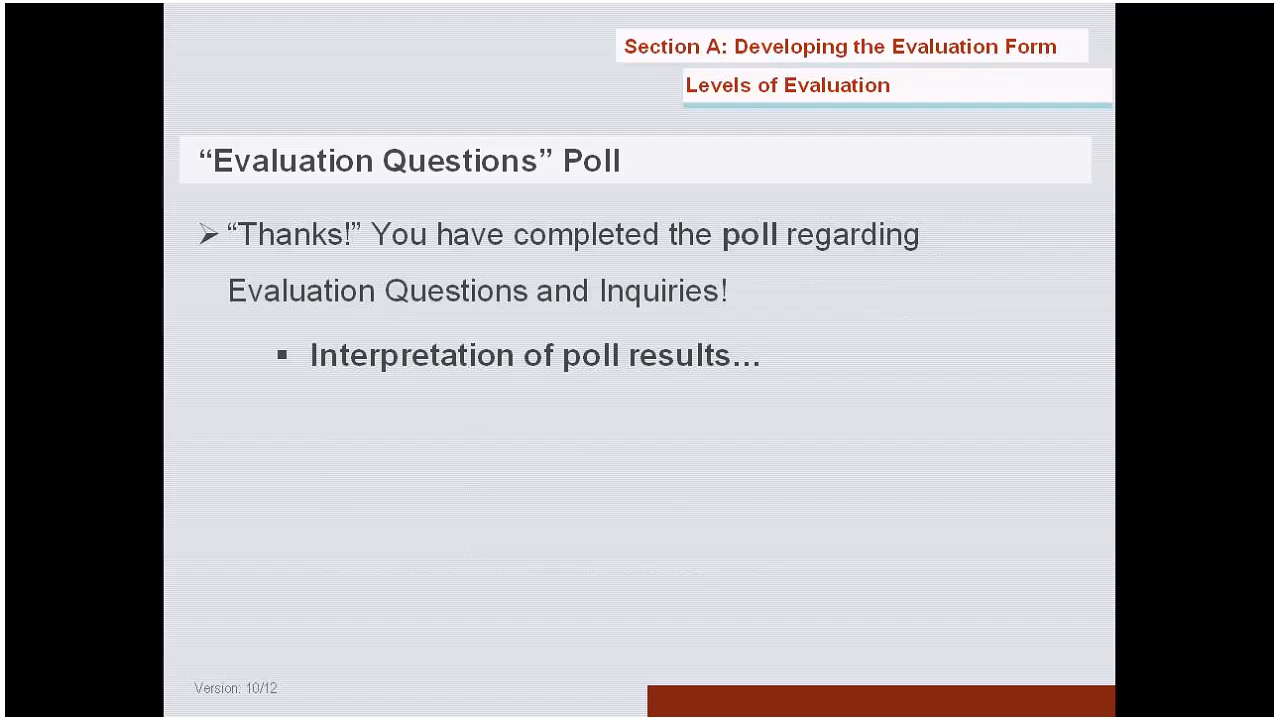 Section A: Developing the Evaluation Form
Levels of Evaluation
“Evaluation Questions” Poll
“Thanks!” You have completed the poll regarding
Evaluation Questions and Inquiries!
Interpretation of poll results…
Version: 10/12